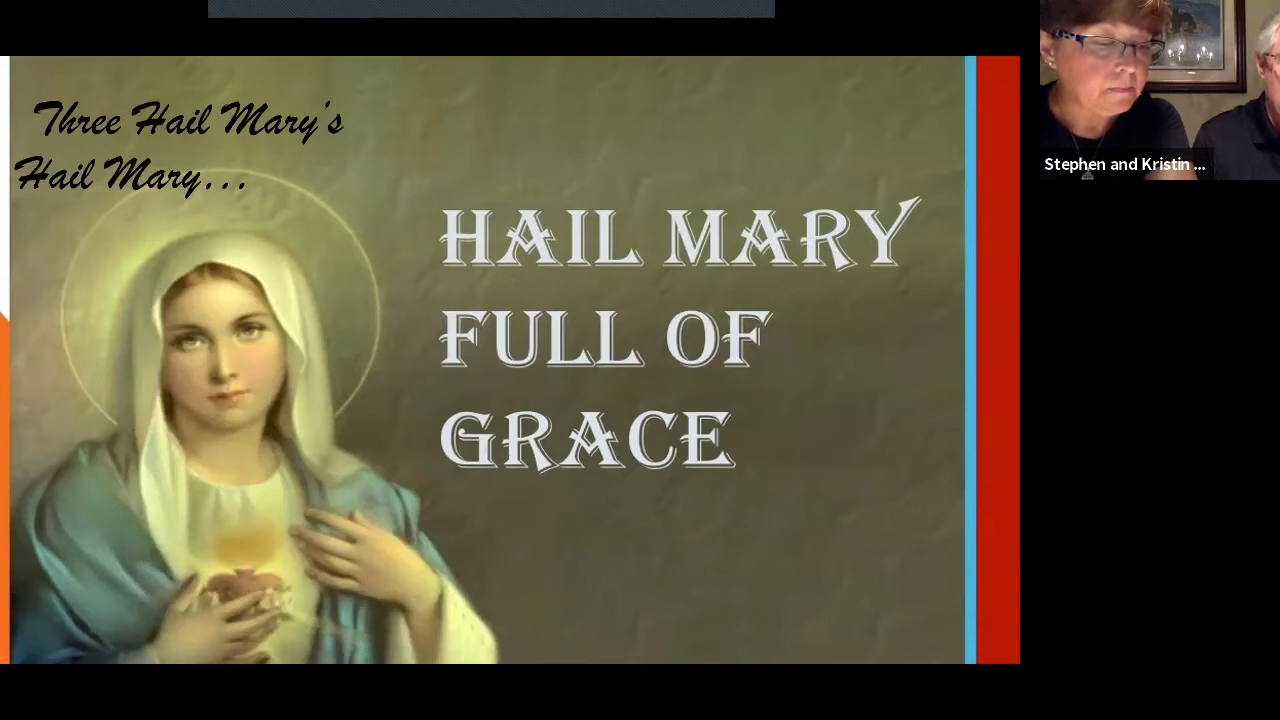 Three Hail Mary's
Hail Mary...
HAIL MARY
FULL OF
GRACE
Stephen and Kristin ...